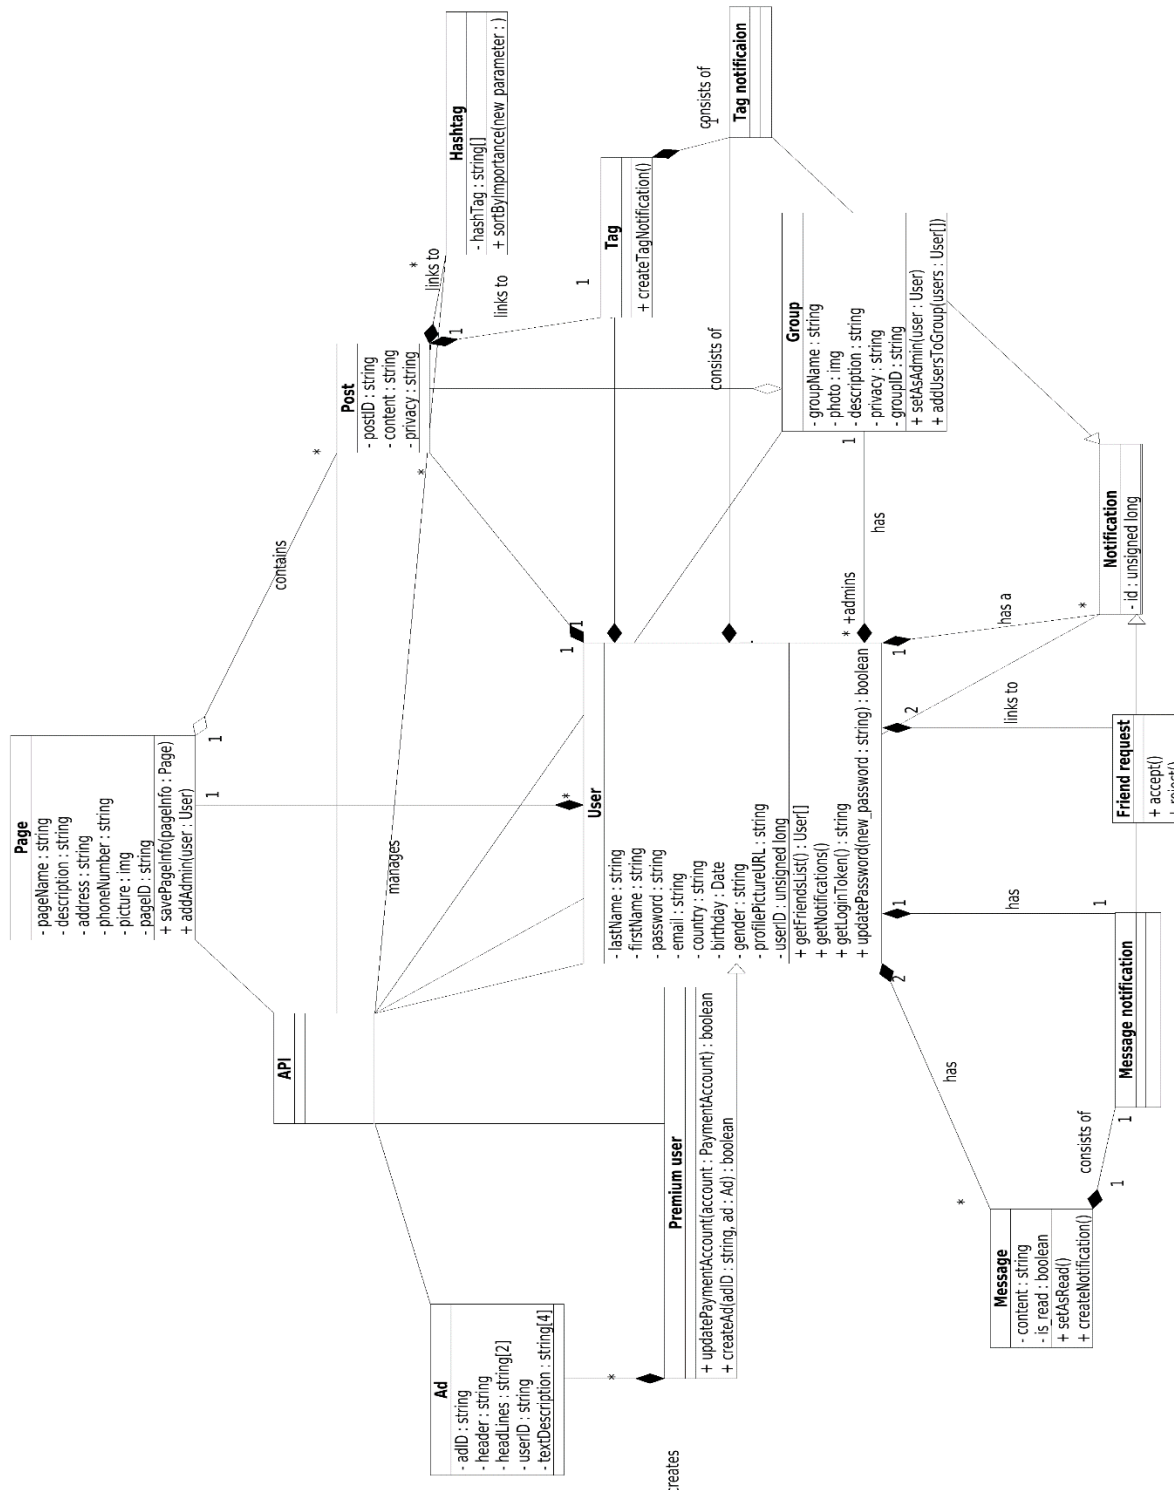 Page
- pageName : string
- description : string
- address : string
- phoneNumber : string
- picture : img
- pageID : string
+ savePageInfo(pageInfo : Page)
+ addAdmin(user : User)
1
1
contains
*
API
manages
*
Post
- postID : string
- content : string
- privacy : string
*
links to
1
links to
Hashtag
- hashTag : string[]
+ sortByImportance(new_parameter : )
Ad
- adID : string
- header : string
- headLines : string[2]
- userID : string
- textDescription : string[4]
*
creates
Premium user
+ updatePaymentAccount(account : PaymentAccount) : boolean
+ createAd(adID : string, ad : Ad) : boolean
*
1
1
User
- lastName : string
- firstName : string
- password : string
- email : string
- country : string
- birthday : Date
- gender : string
- profilePictureURL : string
- userID : unsigned long
+ getFriendsList() : User[]
+ getNotifications()
+ getLoginToken() : string
+ updatePassword(new_password : string) : boolean
Tag
+ createTagNotification()
1
consists of
1
Tag notificaion
consists of
Group
- groupName : string
- photo : img
- description : string
- privacy : string
- groupID : string
+ setAsAdmin(user : User)
+ addUsersToGroup(users : User[])
1
has
* +admins
2
has
*
1
has
1
2
links to
1
has a
*
Message
- content : string
- is_read : boolean
+ setAsRead()
+ createNotification()
1
consists of
1
Message notification
Friend request
+ accept()
+ reject()
Notification
- id : unsigned long